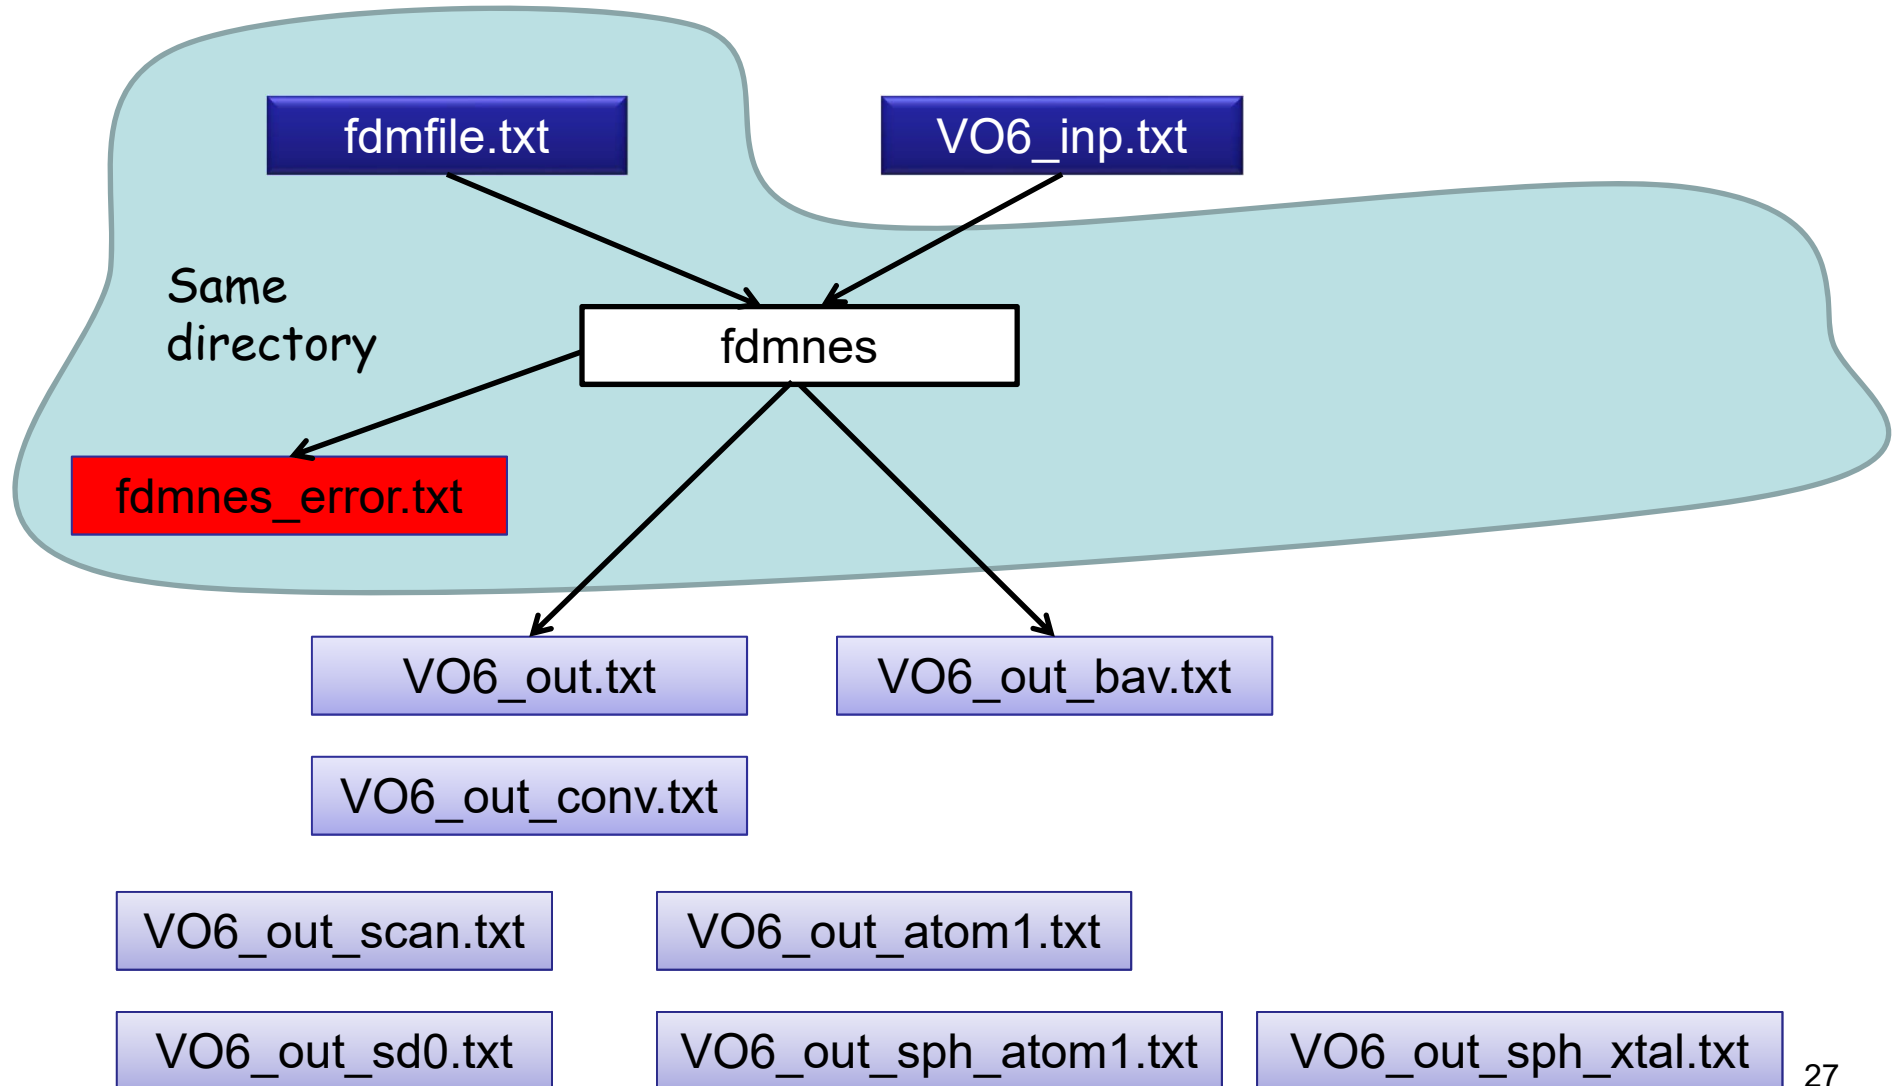 fdmfile.txt
VO6_inp.txt
Same
directory
fdmnes
fdmnes_error.txt
VO6_out.txt
VO6_out_bav.txt
VO6_out_conv.txt
VO6_out_scan.txt
VO6_out_atom1.txt
VO6_out_sd0.txt
VO6_out_sph_atom1.txt
VO6_out_sph_xtal.txt
27